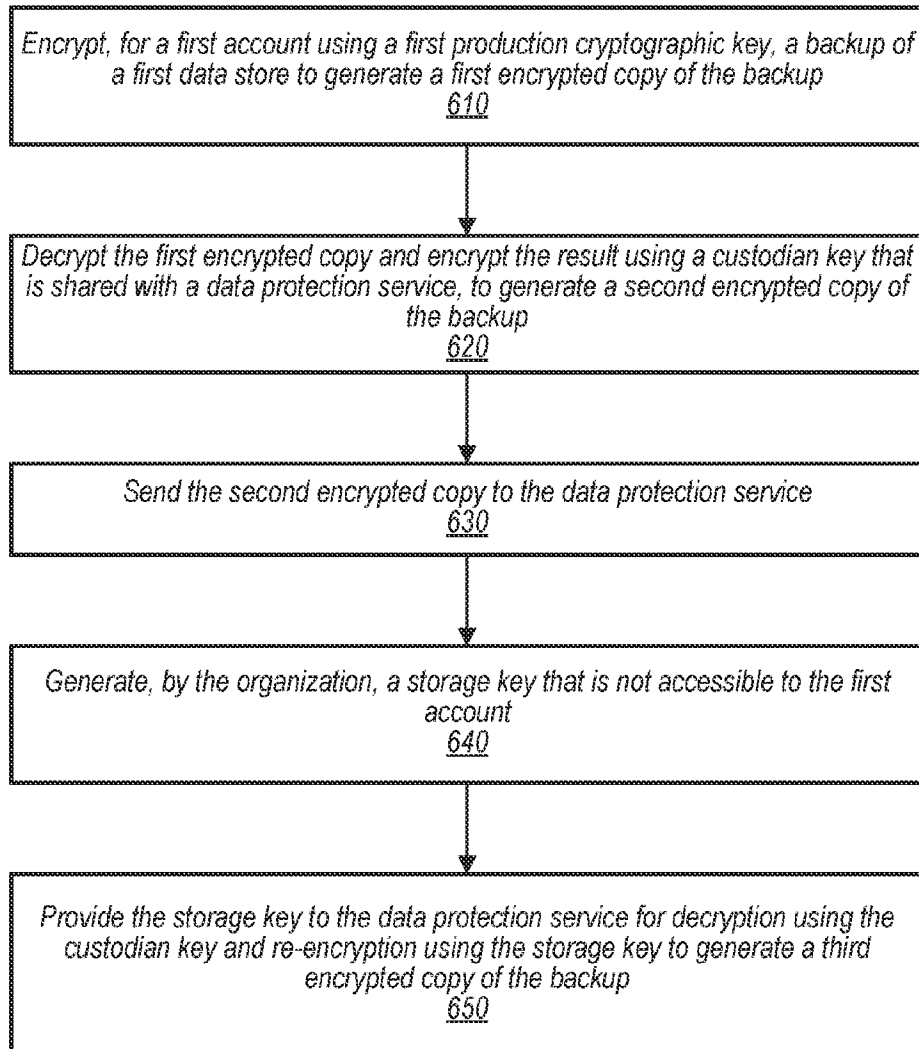 Encrypt, for a first account using a first production cryptographic key, a backup of
a first data store to generate a first encrypted copy of the backup
610
Decrypt the first encrypted copy and encrypt the result using a custodian key that
is shared with a data protection service, to generate a second encrypted copy of
the backup
620
Send the second encrypted copy to the data protection service
630
Generate, by the organization, a storage key that is not accessible to the first
account
640
Provide the storage key to the data protection service for decryption using the
custodian key and re-encryption using the storage key to generate a third
encrypted copy of the backup
650